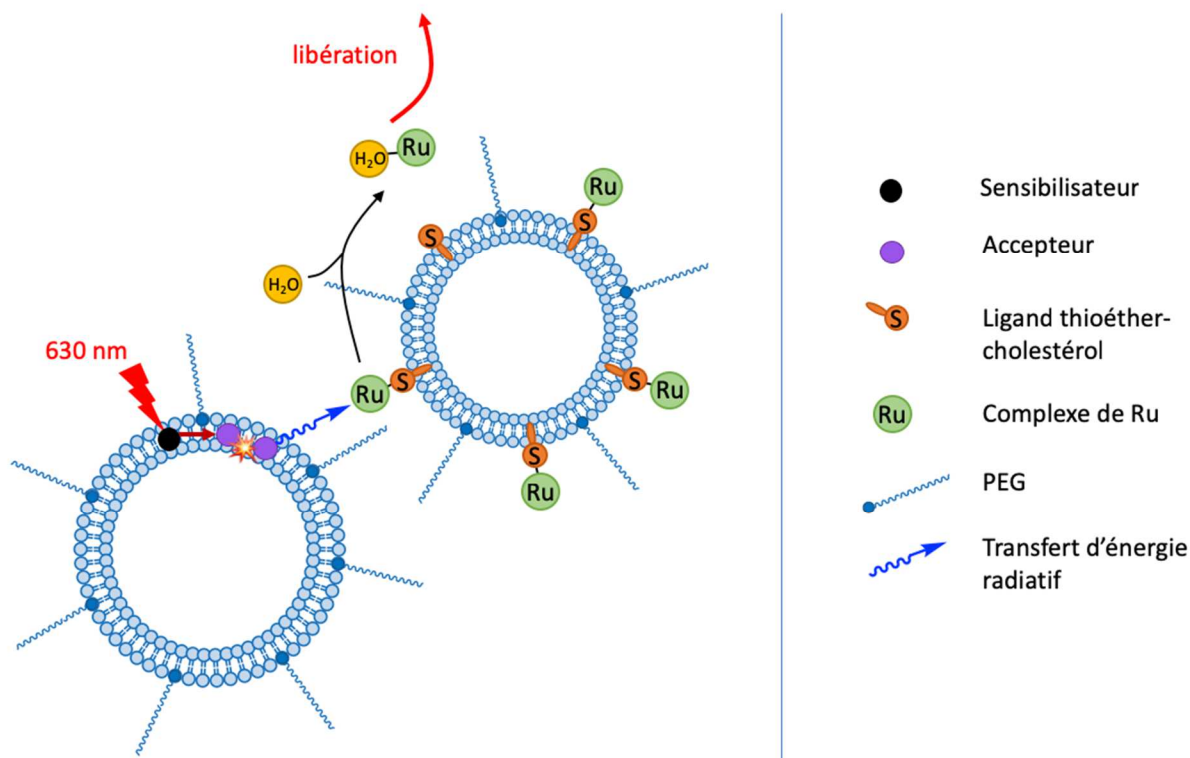 libération
H₂O
Ru
Ru
S
S
H₂O
630 nm
Ru
S
S
Ru
S
Ru
Sensibilisateur
Accepteur
S
Ligand thioéther-
cholestérol
Ru
Complexe de Ru
PEG
Transfert d'énergie
radiatif